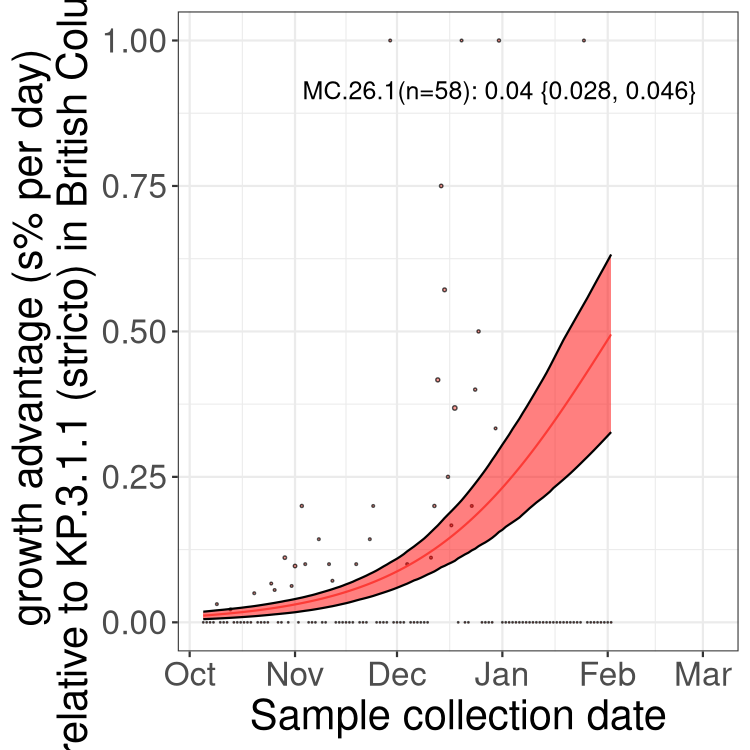 growth advantage (s% per day)
relative to KP.3.1.1 (stricto) in British Colu
1.00
0.75
0.50
0.25
0.00
MC.26.1(n=58): 0.04 {0.028, 0.046}
Oct Nov Dec Jan Feb Mar
Sample collection date